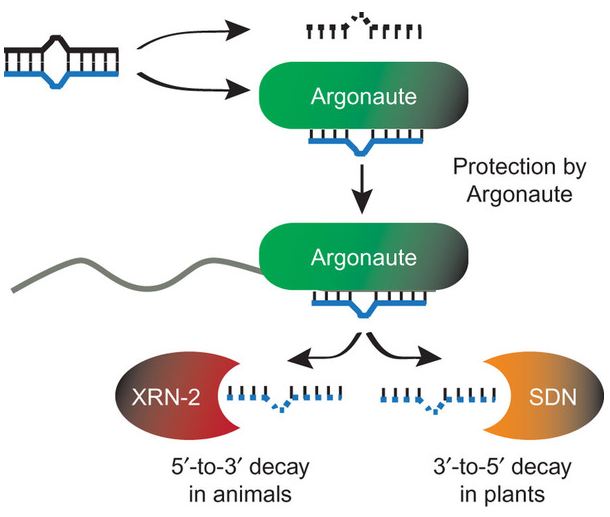 Argonaute
Protection by
Argonaute
Argonaute
XRN-2
SDN
5′-to-3′ decay
in animals
3′-to-5′ decay
in plants